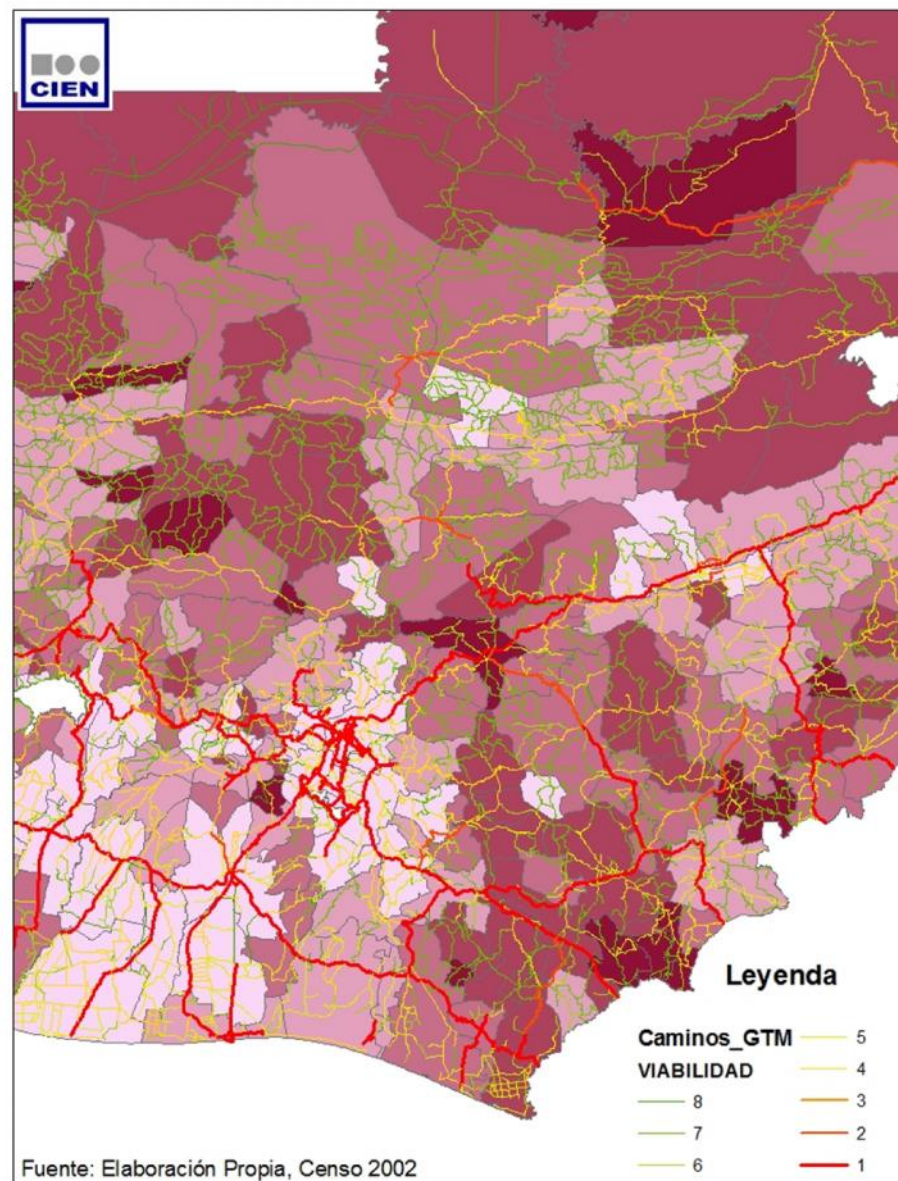 CIEN
Leyenda
Caminos_GTM
VIABILIDAD
8
7
6
5
4
3
2
1
Fuente: Elaboración Propia, Censo 2002